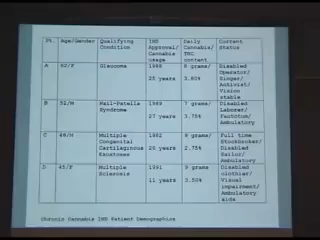 Pt. Age/Gender Qualifying Condition IND Approval/ Cannabis usage Daily Cannabis/ THC content Current status
A 62/F Glaucoma 1988 25 years 8 grams/ 3.80% Disabled Operator/ Singer/ Activist/ Vision stable
B 52/M Nail-Patella Syndrome 1989 27 years 7 grams/ 3.75% Disabled Laborer/ Factotum/ Ambulatory
C 48/M Multiple Congenital Cartilaginous Exostoses 1982 26 years 9 grams/ 2.75% Full time Stockbroker/ Disabled Sailor/ Ambulatory
D 45/F Multiple Sclerosis 1991 11 years 9 grams 3.50% Disabled clothier/ Visual impairment/ Ambulatory aids
Chronic Cannabis IND Patient Demographics